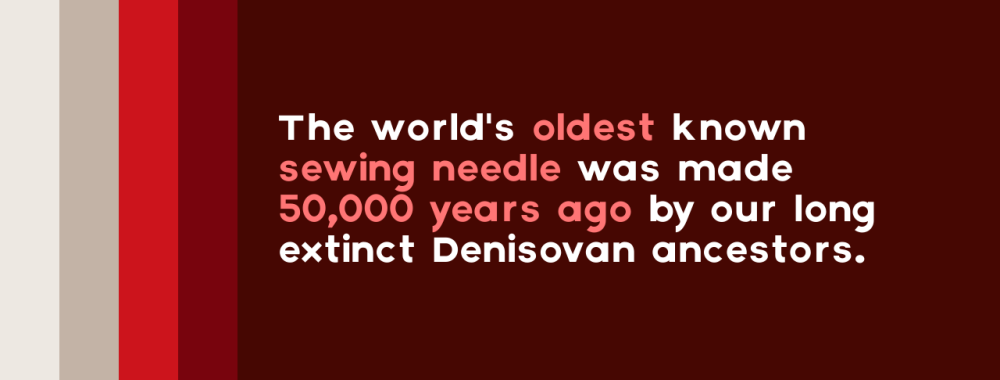 The world's oldest known
sewing needle was made
50,000 years ago by our long
extinct Denisovan ancestors.